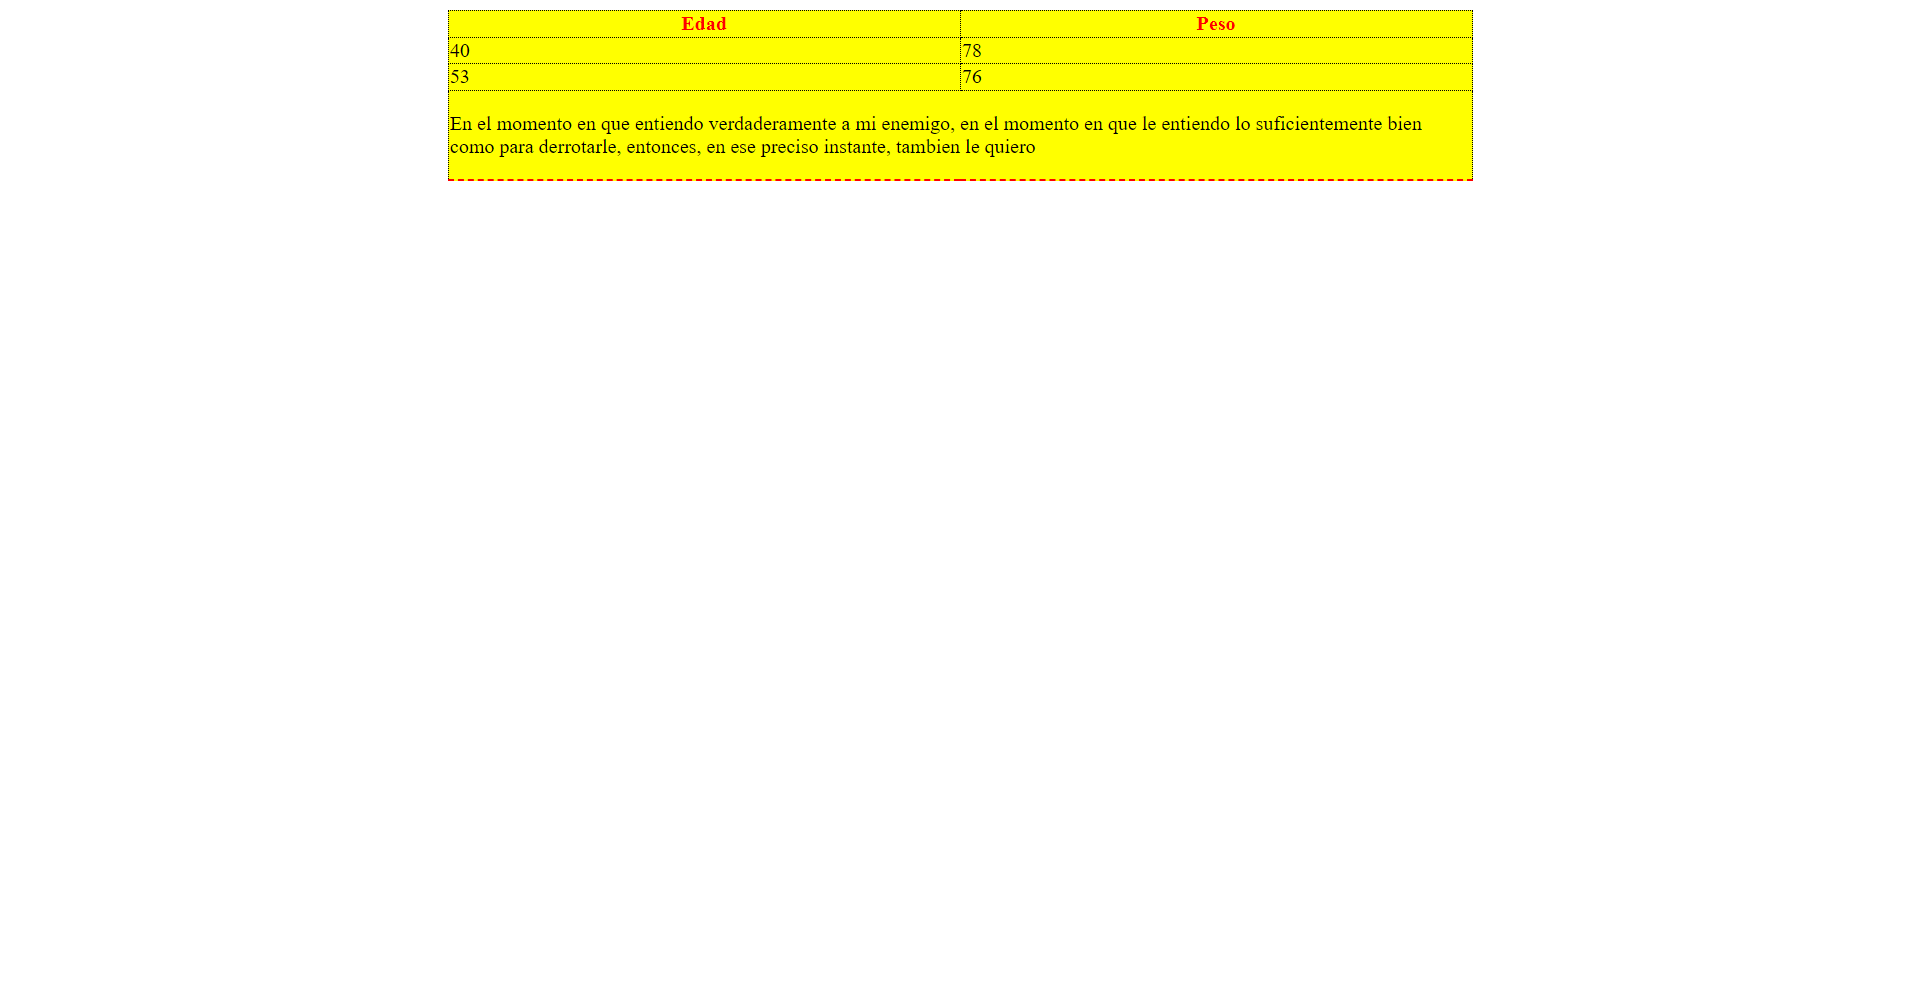 Edad Peso
40 78
53 76
En el momento en que entiendo verdaderamente a mi enemigo, en el momento en que le entiendo lo suficientemente bien
como para derrotarle, entonces, en ese preciso instante, tambien le quiero